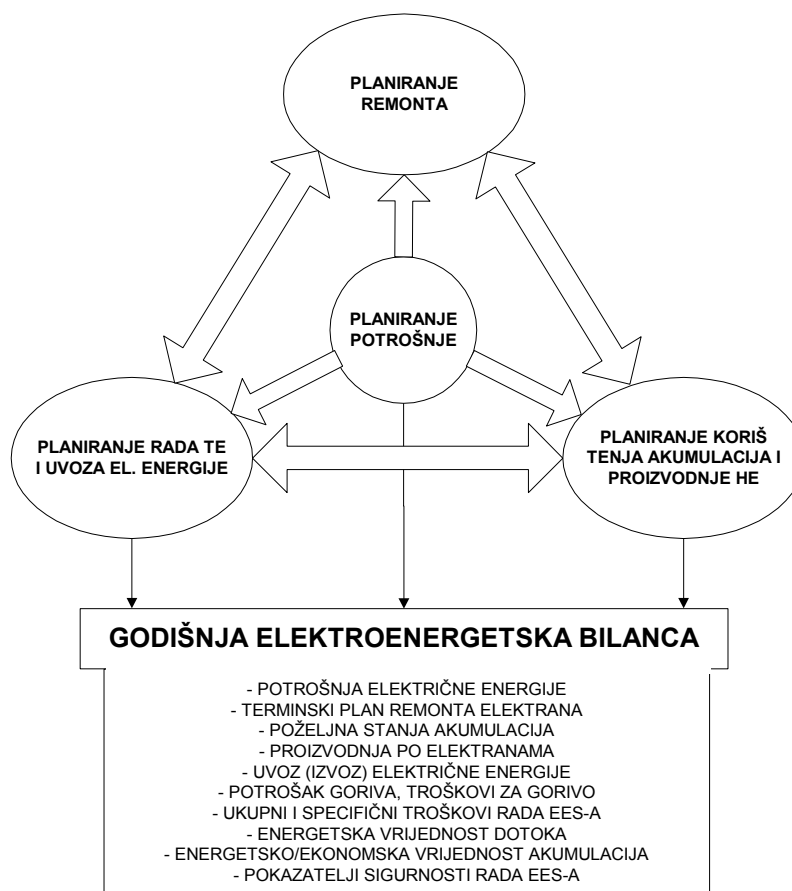 PLANIRANJE
REMONTA
PLANIRANJE
POTROŠNJE
PLANIRANJE RADA TE
I UVOZA EL. ENERGIJE
PLANIRANJE KORIŠ
TENJA AKUMULACIJA I
PROIZVODNJE HE
GODIŠNJA ELEKTROENERGETSKA BILANCA
- POTROŠNJA ELEKTRIČNE ENERGIJE
- TERMINSKI PLAN REMONTA ELEKTRANA
- POŽELJNA STANJA AKUMULACIJA
- PROIZVODNJA PO ELEKTRANAMA
- UVOZ (IZVOZ) ELEKTRIČNE ENERGIJE
- POTROŠAK GORIVA, TROŠKOVI ZA GORIVO
- UKUPNI I SPECIFIČNI TROŠKOVI RADA EES-A
- ENERGETSKA VRIJEDNOST DOTOKA
- ENERGETSKO/EKONOMSKA VRIJEDNOST AKUMULACIJA
- POKAZATELJI SIGURNOSTI RADA EES-A